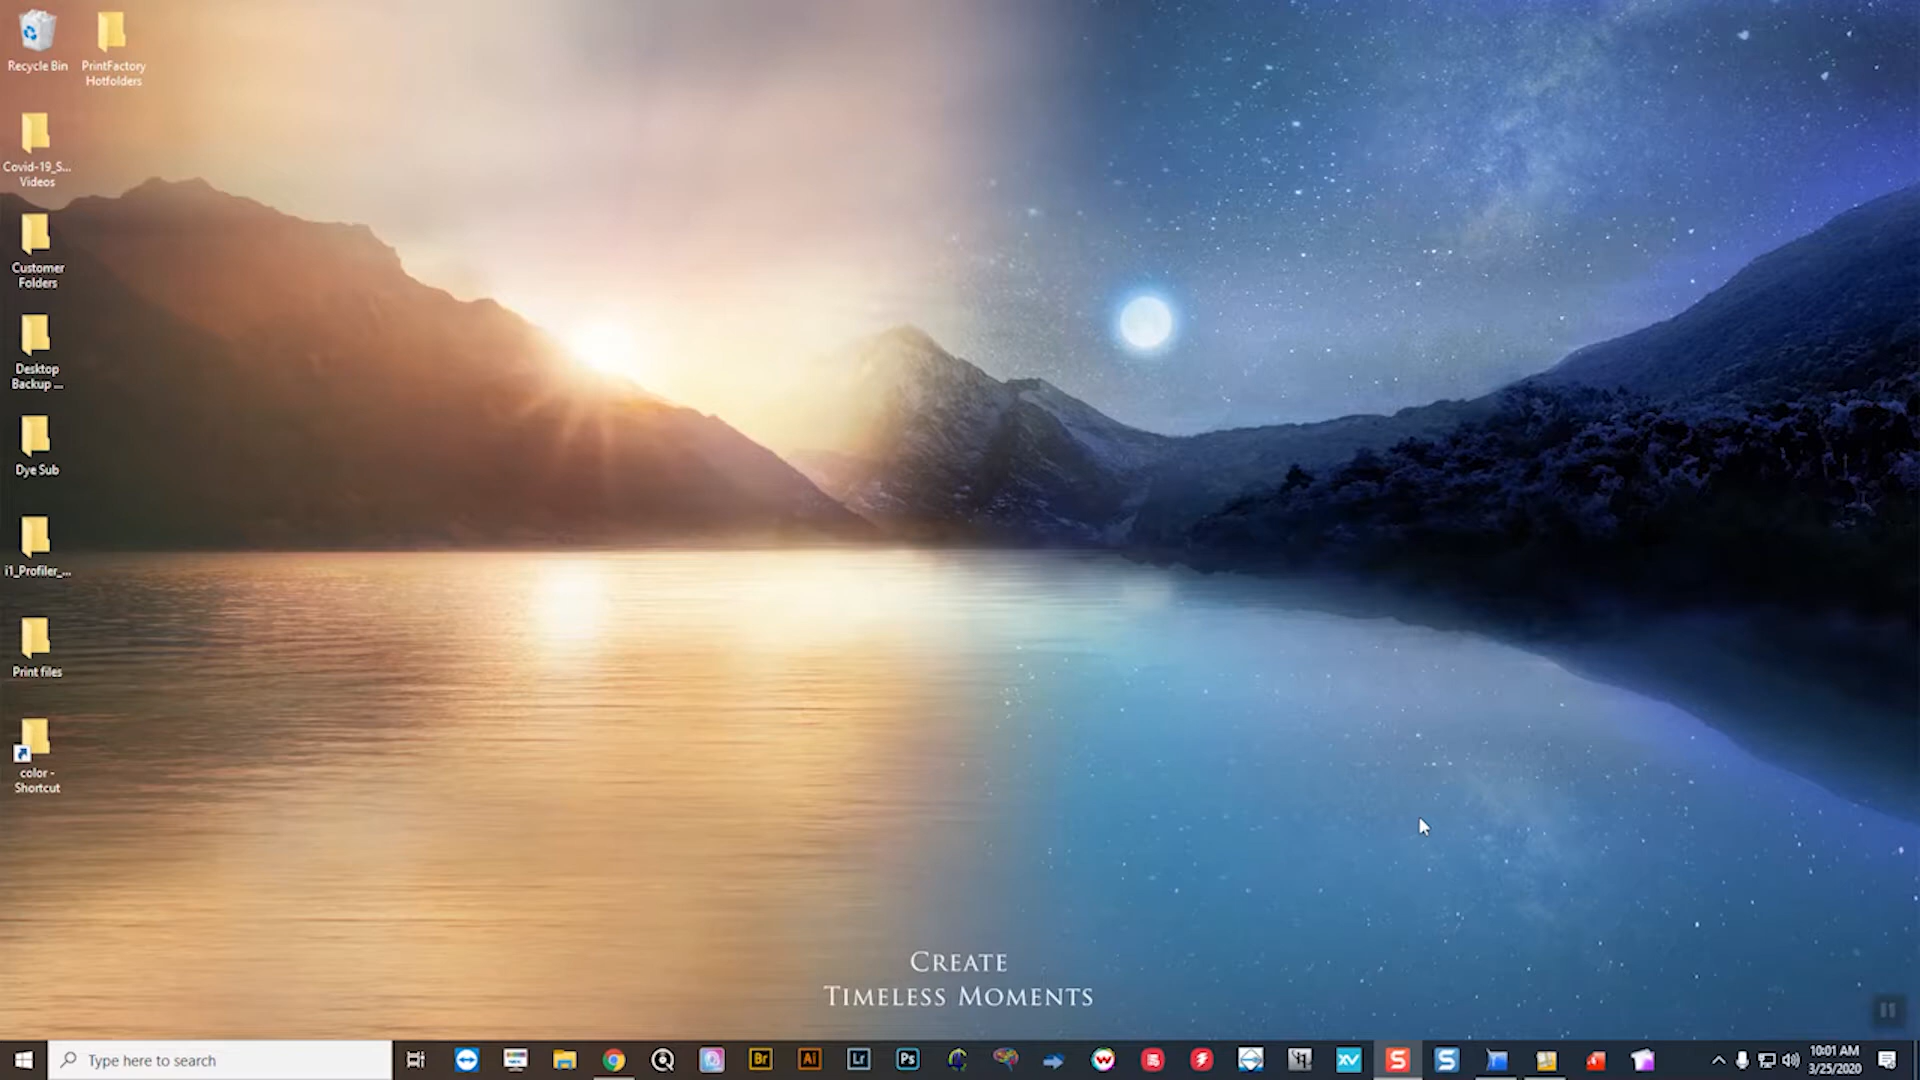 Recycle Bin
PrintFactory
Hotfolders
Covid-19_S...
Videos
Customer
Folders
Desktop
Backup ...
Dye Sub
i1_Profiler_...
Print files
color -
Shortcut
CREATE
TIMELESS MOMENTS
Type here to search
Br
Ai
Lr
Ps
W
S
XV
S
S
10:01 AM
3/25/2020